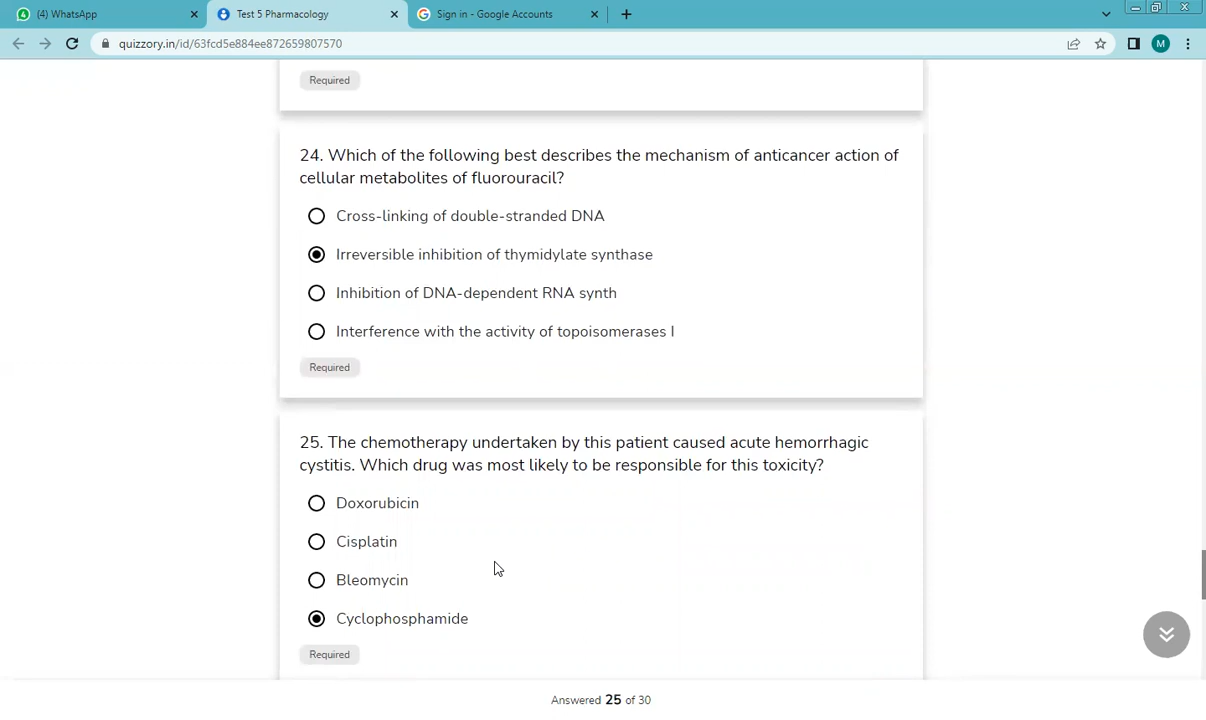 (4) WhatsApp
Test 5 Pharmacology
Sign in - Google Accounts
quizzory.in/id/63fcd5e884ee872659807570
M
Required
24. Which of the following best describes the mechanism of anticancer action of
cellular metabolites of fluorouracil?
Cross-linking of double-stranded DNA
Irreversible inhibition of thymidylate synthase
Inhibition of DNA-dependent RNA synth
Interference with the activity of topoisomerases I
Required
25. The chemotherapy undertaken by this patient caused acute hemorrhagic
cystitis. Which drug was most likely to be responsible for this toxicity?
Doxorubicin
Cisplatin
Bleomycin
Cyclophosphamide
Required
Answered 25 of 30